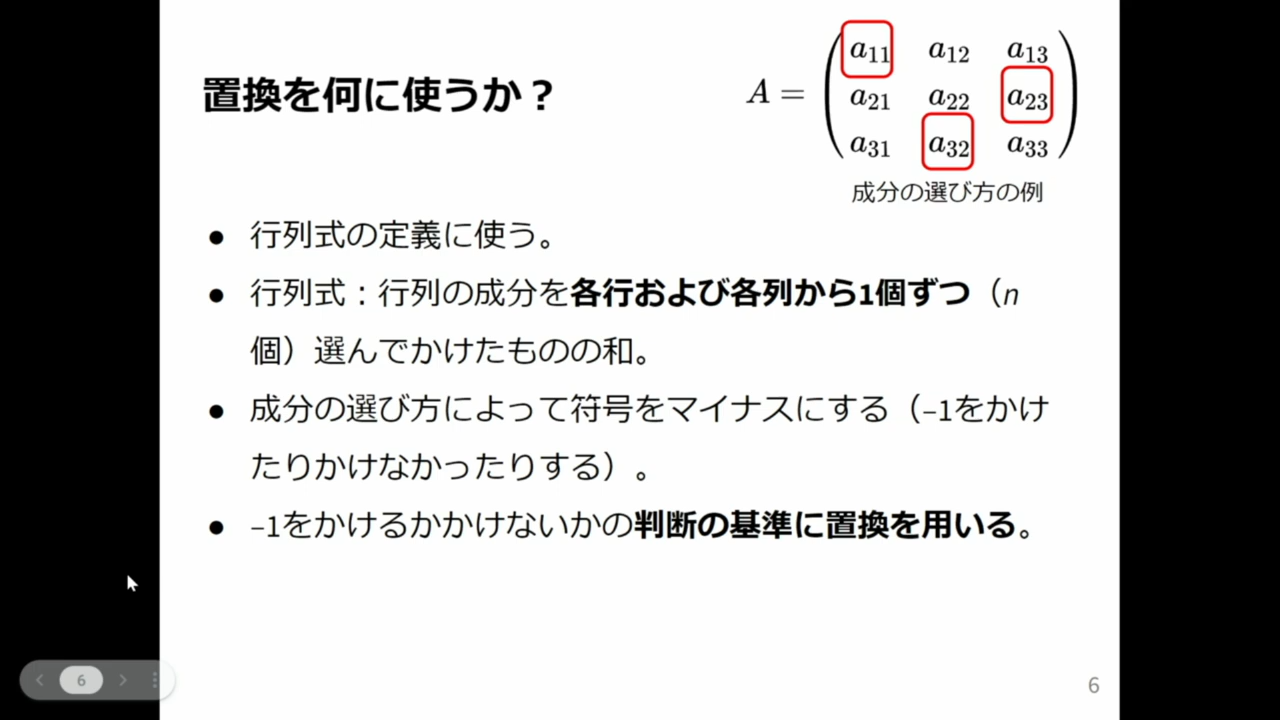 置換を何に使うか？
A =
a11 a12 a13
a21 a22 a23
a31 a32 a33
成分の選び方の例
● 行列式の定義に使う。
● 行列式：行列の成分を各行および各列から1個ずつ（n
個）選んでかけたものの和。
● 成分の選び方によって符号をマイナスにする（–1をかけ
たりかけなかったりする）。
● –1をかけるかかけないかの判断の基準に置換を用いる。
6
6